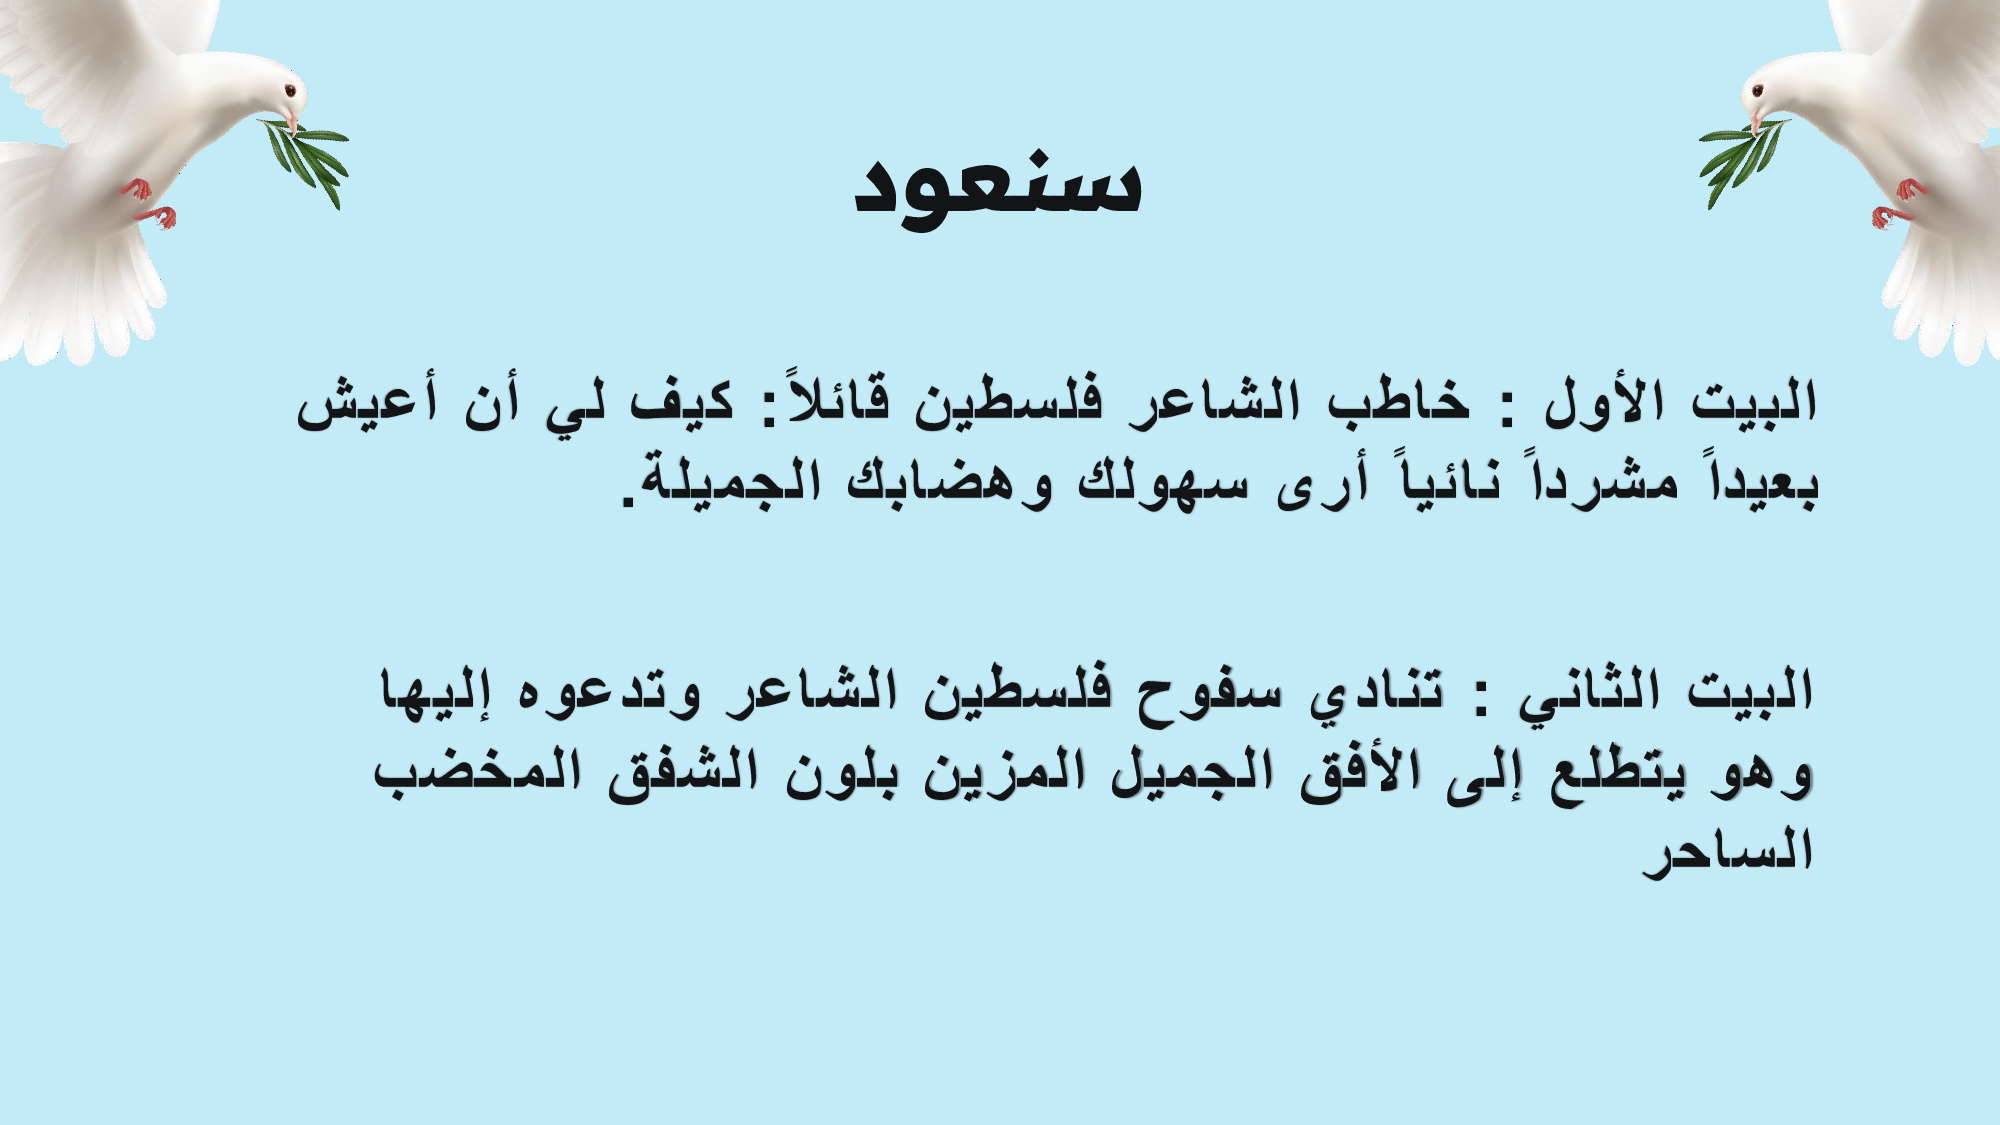 سنعود
البيت الأول : خاطب الشاعر فلسطين قائلاً: كيف لي أن أعيش
بعيداً مشرداً نائياً أرى سهولك وهضابك الجميلة.
البيت الثاني : تنادي سفوح فلسطين الشاعر وتدعوه إليها
وهو يتطلع إلى الأفق الجميل المزين بلون الشفق المخضب
الساحر